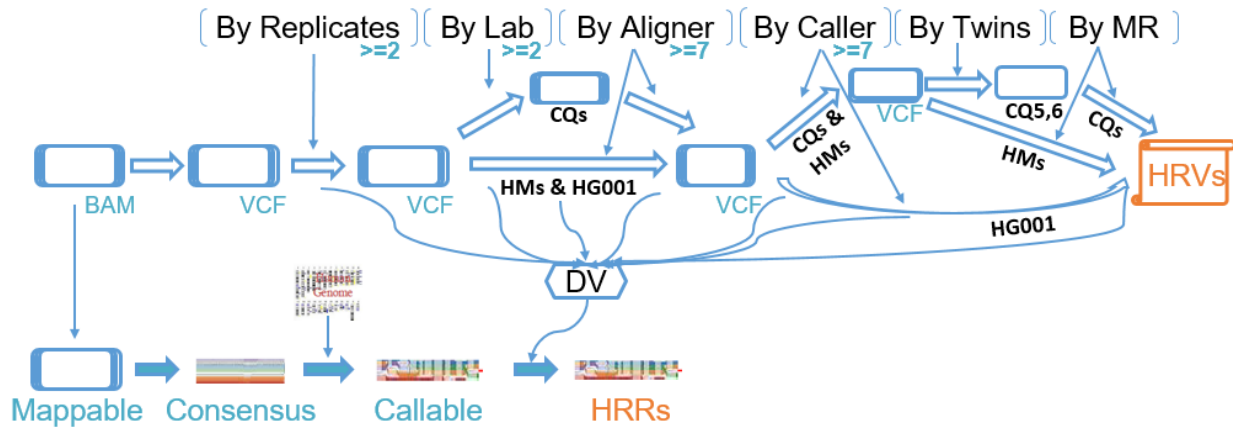 By Replicates
>=2
By Lab
>=2
By Aligner
>=7
By Caller
>=7
By Twins
By MR
CQs
VCF
CQ5,6
CQs &
HMs
CQs
HMs
HRVs
BAM
VCF
VCF
HMs & HG001
VCF
HG001
DV
Genome
Mappable
Consensus
Callable
HRRs